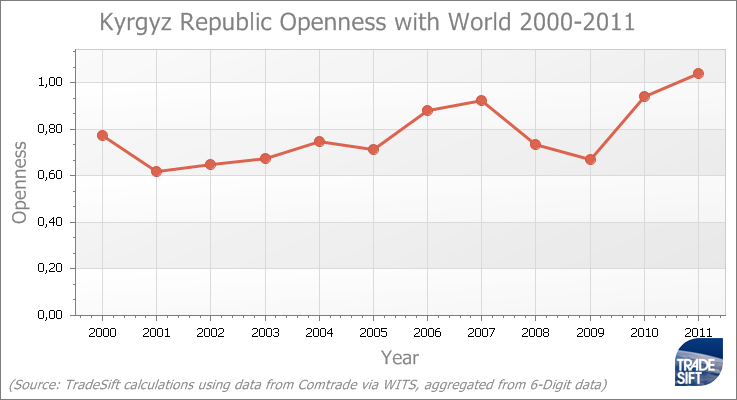 Kyrgyz Republic Openness with World 2000-2011
1,00
0,80
0,60
0,40
0,20
0,00
Openness
2000 2001 2002 2003 2004 2005 2006 2007 2008 2009 2010 2011
Year
TRADE
SIFT
(Source: TradeSift calculations using data from Comtrade via WITS, aggregated from 6-Digit data)